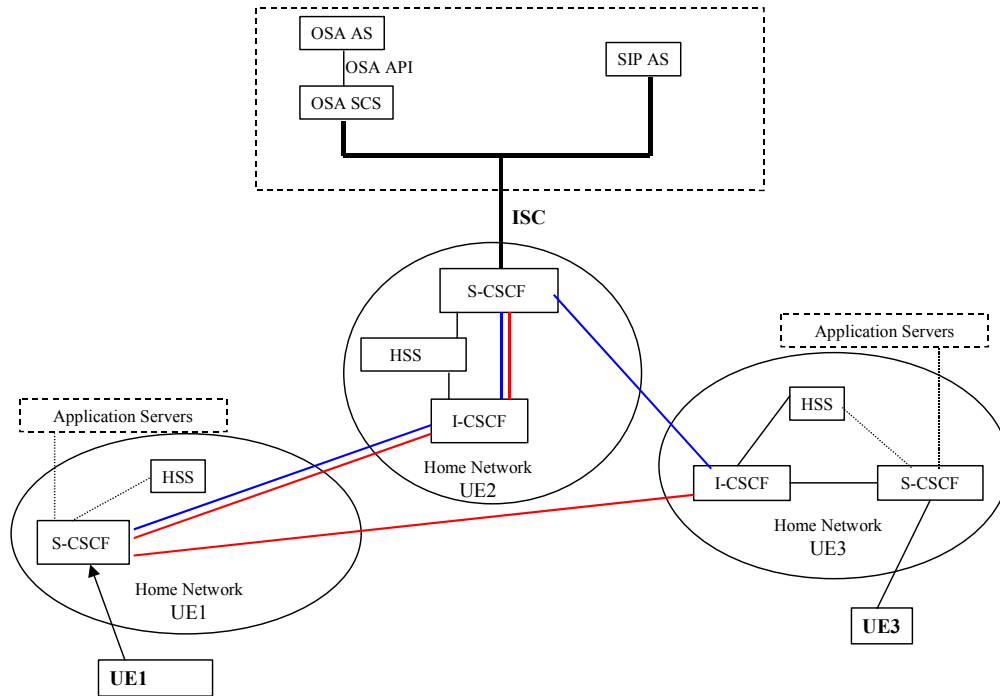 OSA AS
OSA API
OSA SCS
SIP AS
ISC
S-CSCF
HSS
I-CSCF
Home Network
UE2
Application Servers
HSS
S-CSCF
Home Network
UE1
UE1
Application Servers
HSS
I-CSCF
S-CSCF
Home Network
UE3
UE3